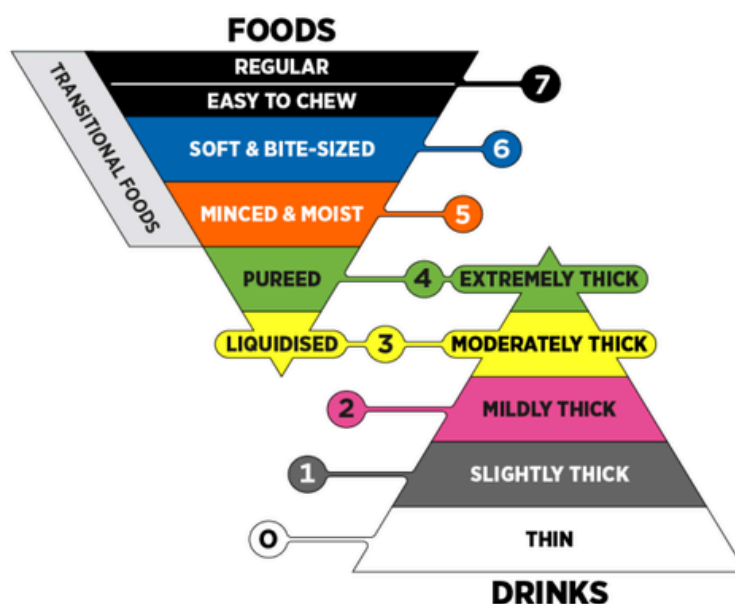 FOODS
REGULAR
7
EASY TO CHEW
TRANSITIONAL FOODS
SOFT & BITE-SIZED
6
MINCED & MOIST
5
PUREED
4
EXTREMELY THICK
LIQUIDISED
3
MODERATELY THICK
2
MILDLY THICK
1
SLIGHTLY THICK
0
THIN
DRINKS